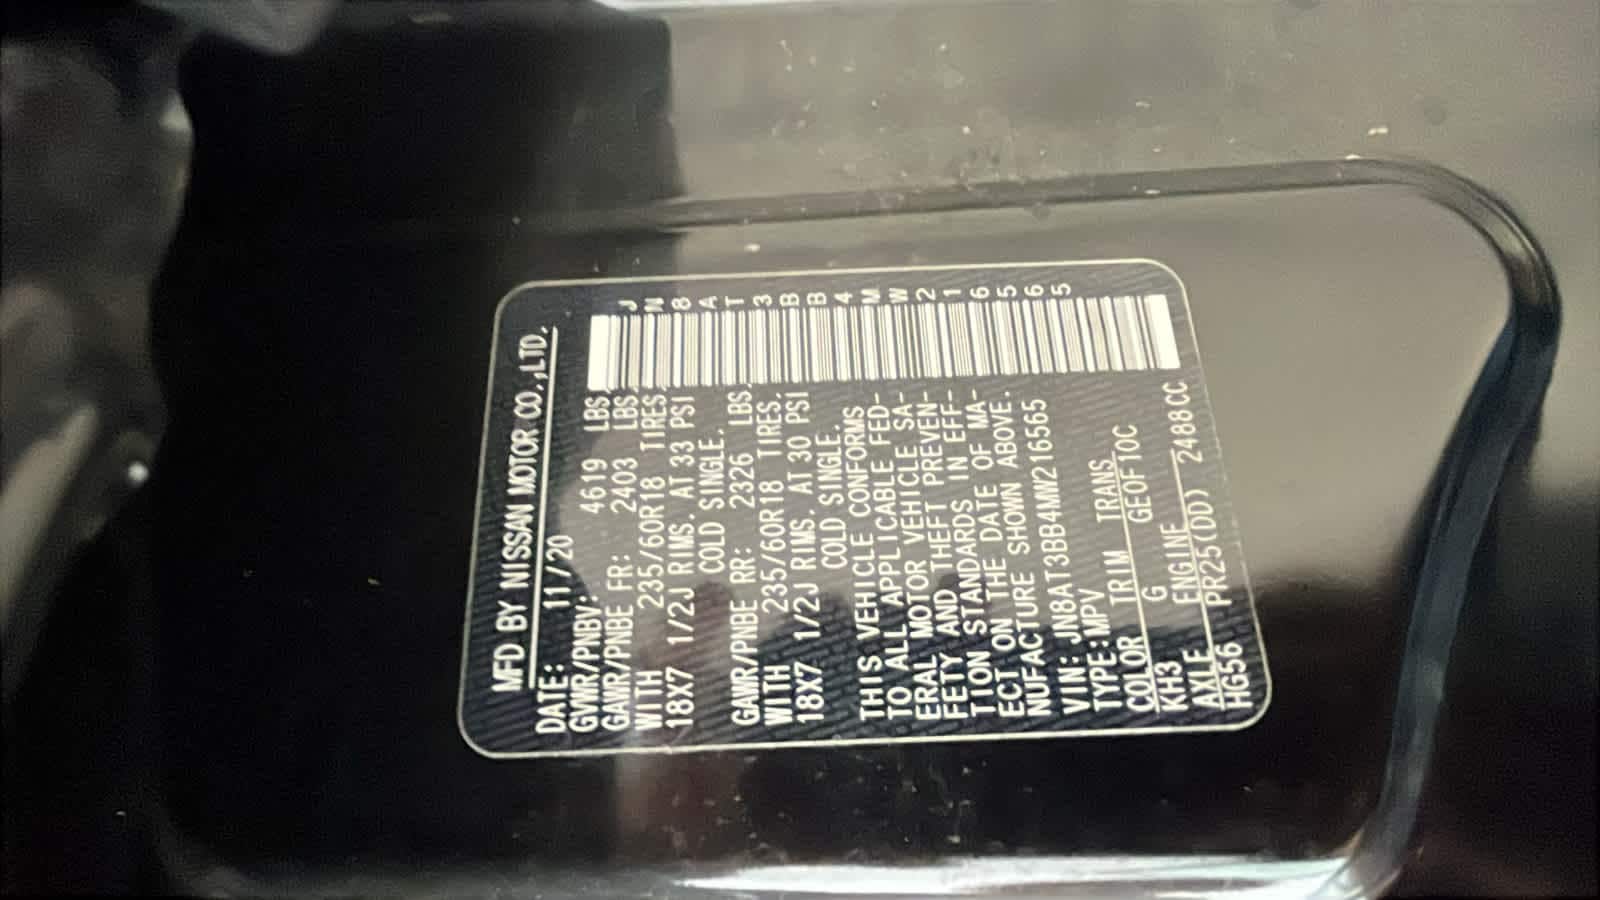 MFD BY NISSAN MOTOR CO.,LTD.
DATE: 11/20
GVWR/PNBV: 4619 LBS.
GAWR/PNBE FR: 2403 LBS.
WITH 235/60R18 TIRES,
18X7 1/2J RIMS. AT 33 PSI
COLD SINGLE.
GAWR/PNBE RR: 2326 LBS.
WITH 235/60R18 TIRES,
18X7 1/2J RIMS. AT 30 PSI
COLD SINGLE.
THIS VEHICLE CONFORMS
TO ALL APPLICABLE FED-
ERAL MOTOR VEHICLE SA-
FETY AND THEFT PREVEN-
TION STANDARDS IN EFF-
ECT ON THE DATE OF MA-
NUFACTURE SHOWN ABOVE.
VIN: JN8AT3BB4MW216565
TYPE:MPV
COLOR TRIM TRANS
KH3 G GEOF10C
AXLE ENGINE
HG56 PR25(DD) 2488CC
JN8AT3BB4MW216565